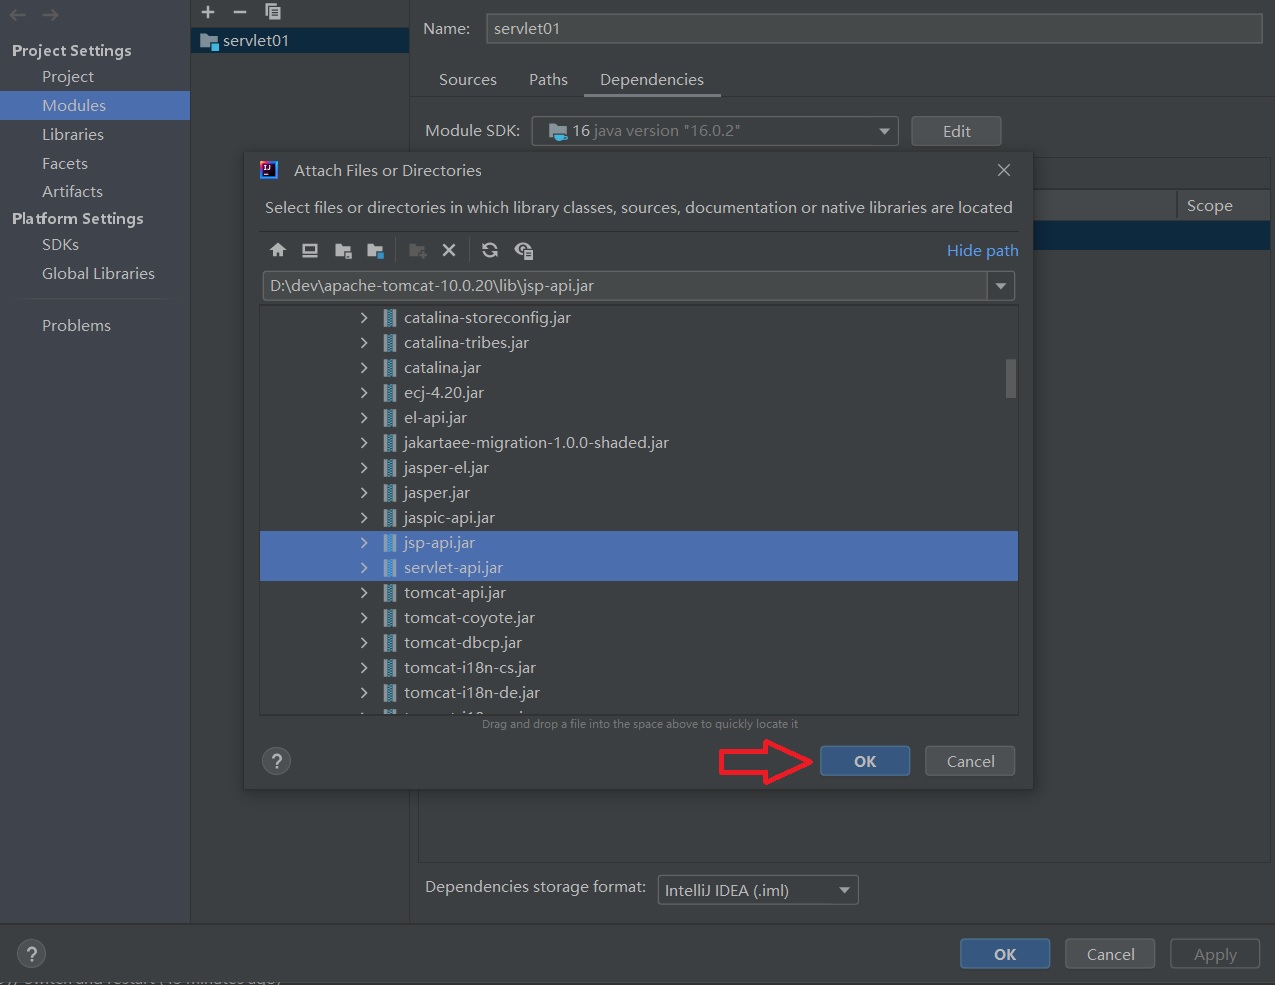 Project Settings
Project
Modules
Libraries
Facets
Artifacts
Platform Settings
SDKs
Global Libraries
Problems
servlet01
Name: servlet01
Sources Paths Dependencies
Module SDK: 16 java version "16.0.2" Edit
Scope
Attach Files or Directories
Select files or directories in which library classes, sources, documentation or native libraries are located
Hide path
D:\dev\apache-tomcat-10.0.20\lib\jsp-api.jar
catalina-storeconfig.jar
catalina-tribes.jar
catalina.jar
ecj-4.20.jar
el-api.jar
jakartaee-migration-1.0.0-shaded.jar
jasper-el.jar
jasper.jar
jaspic-api.jar
jsp-api.jar
servlet-api.jar
tomcat-api.jar
tomcat-coyote.jar
tomcat-dbcp.jar
tomcat-i18n-cs.jar
tomcat-i18n-de.jar
Drag and drop a file into the space above to quickly locate it
? OK Cancel
Dependencies storage format: IntelliJ IDEA (.iml)
? OK Cancel Apply